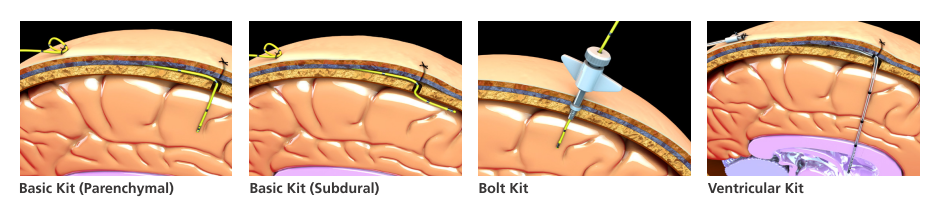 Basic Kit (Parenchymal)
Basic Kit (Subdural)
Bolt Kit
Ventricular Kit